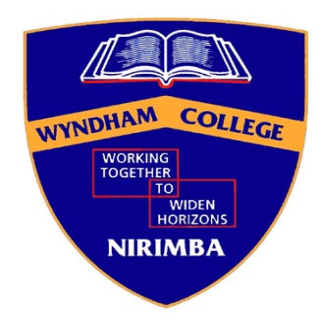 WYNDHAM COLLEGE
WORKING
TOGETHER
TO
WIDEN
HORIZONS
NIRIMBA